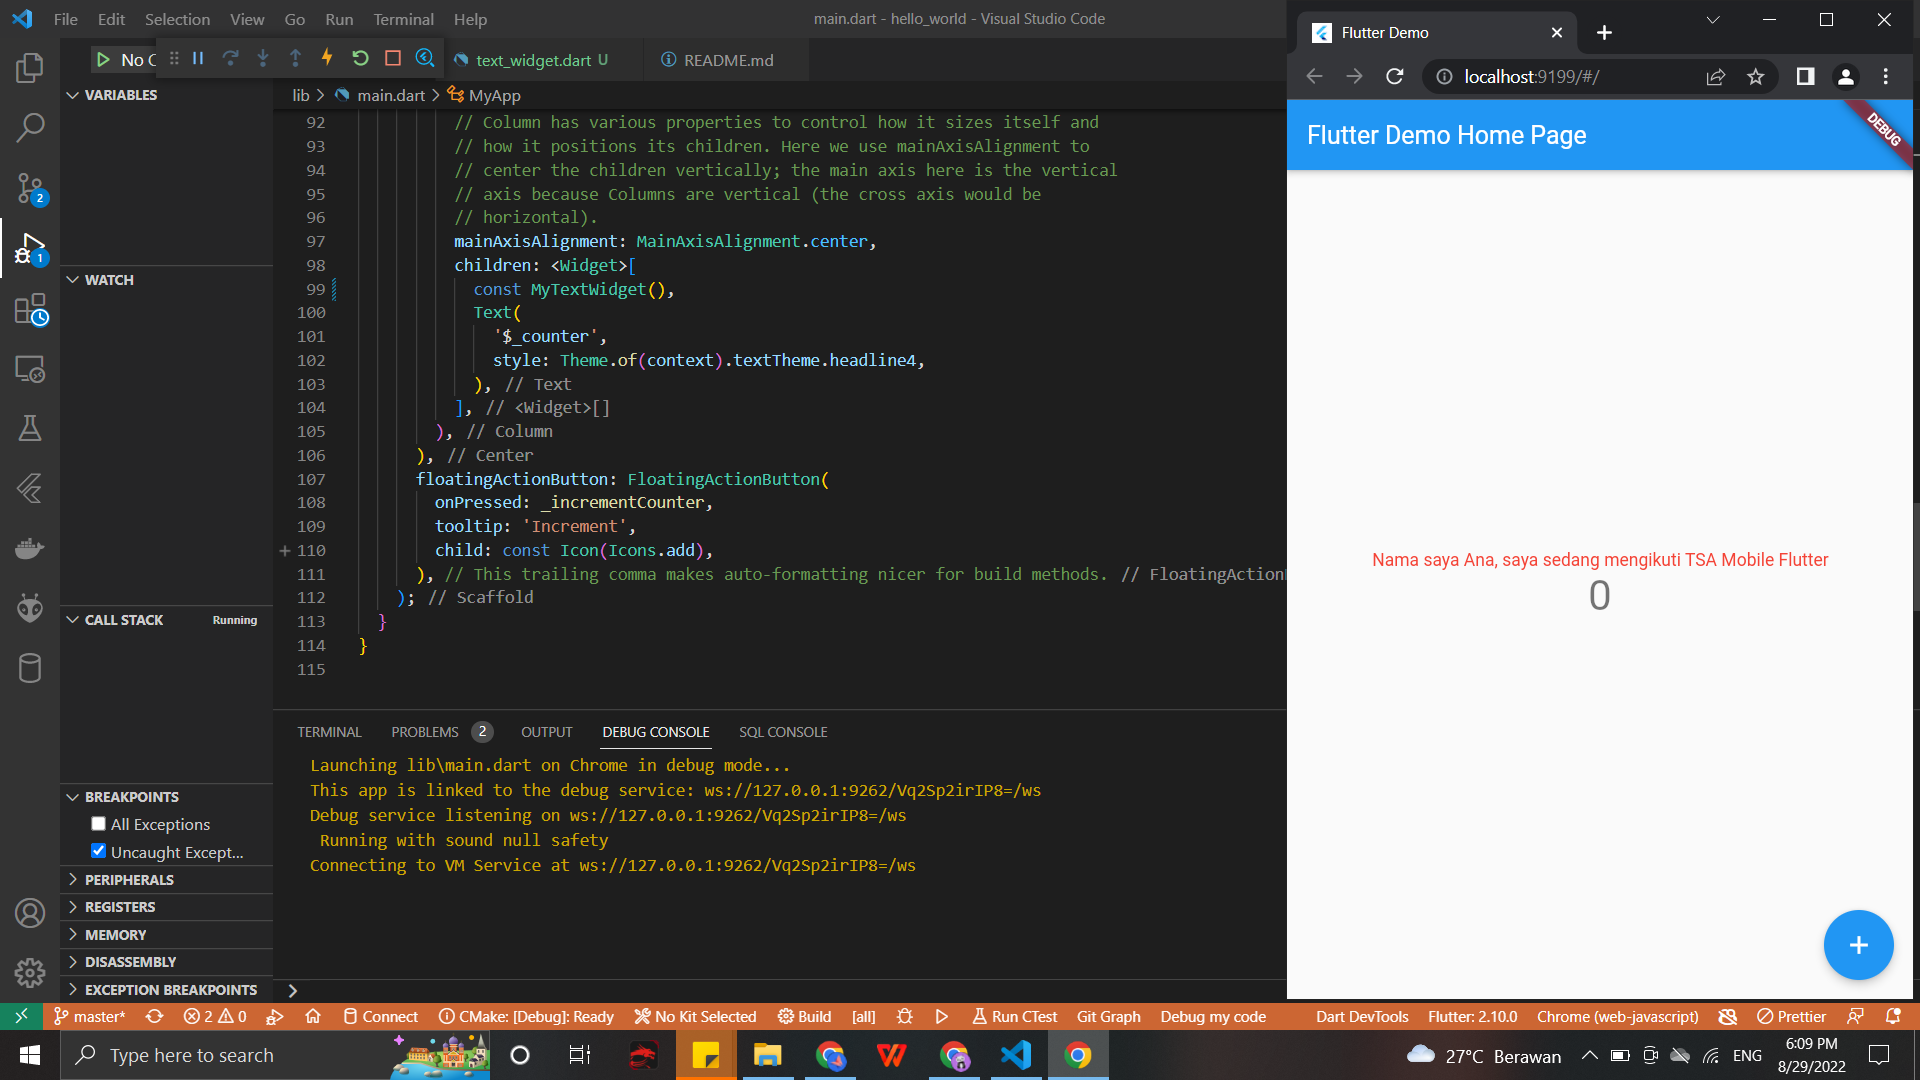 File Edit Selection View Go Run Terminal Help
main.dart - hello_world - Visual Studio Code
No C
text_widget.dart U
README.md
lib > main.dart > MyApp
VARIABLES
WATCH
CALL STACK Running
BREAKPOINTS
All Exceptions
Uncaught Except...
PERIPHERALS
REGISTERS
MEMORY
DISASSEMBLY
EXCEPTION BREAKPOINTS
2
1
92 // Column has various properties to control how it sizes itself and
93 // how it positions its children. Here we use mainAxisAlignment to
94 // center the children vertically; the main axis here is the vertical
95 // axis because Columns are vertical (the cross axis would be
96 // horizontal).
97 mainAxisAlignment: MainAxisAlignment.center,
98 children: <Widget>[
99 const MyTextWidget(),
100 Text(
101 '$_counter',
102 style: Theme.of(context).textTheme.headline4,
103 ), // Text
104 ], // <Widget>[]
105 ), // Column
106 ), // Center
107 floatingActionButton: FloatingActionButton(
108 onPressed: _incrementCounter,
109 tooltip: 'Increment',
110 child: const Icon(Icons.add),
111 ), // This trailing comma makes auto-formatting nicer for build methods. // FloatingAction
112 ); // Scaffold
113 }
114 }
115
TERMINAL PROBLEMS 2 OUTPUT DEBUG CONSOLE SQL CONSOLE
Launching lib\main.dart on Chrome in debug mode...
This app is linked to the debug service: ws://127.0.0.1:9262/Vq2Sp2irIP8=/ws
Debug service listening on ws://127.0.0.1:9262/Vq2Sp2irIP8=/ws
Running with sound null safety
Connecting to VM Service at ws://127.0.0.1:9262/Vq2Sp2irIP8=/ws
Flutter Demo
localhost:9199/#/
Flutter Demo Home Page
DEBUG
Nama saya Ana, saya sedang mengikuti TSA Mobile Flutter
0
master* 2 0 Connect CMake: [Debug]: Ready No Kit Selected Build [all] Run CTest Git Graph Debug my code Dart DevTools Flutter: 2.10.0 Chrome (web-javascript) Prettier
Type here to search
27°C Berawan
ENG
6:09 PM
8/29/2022